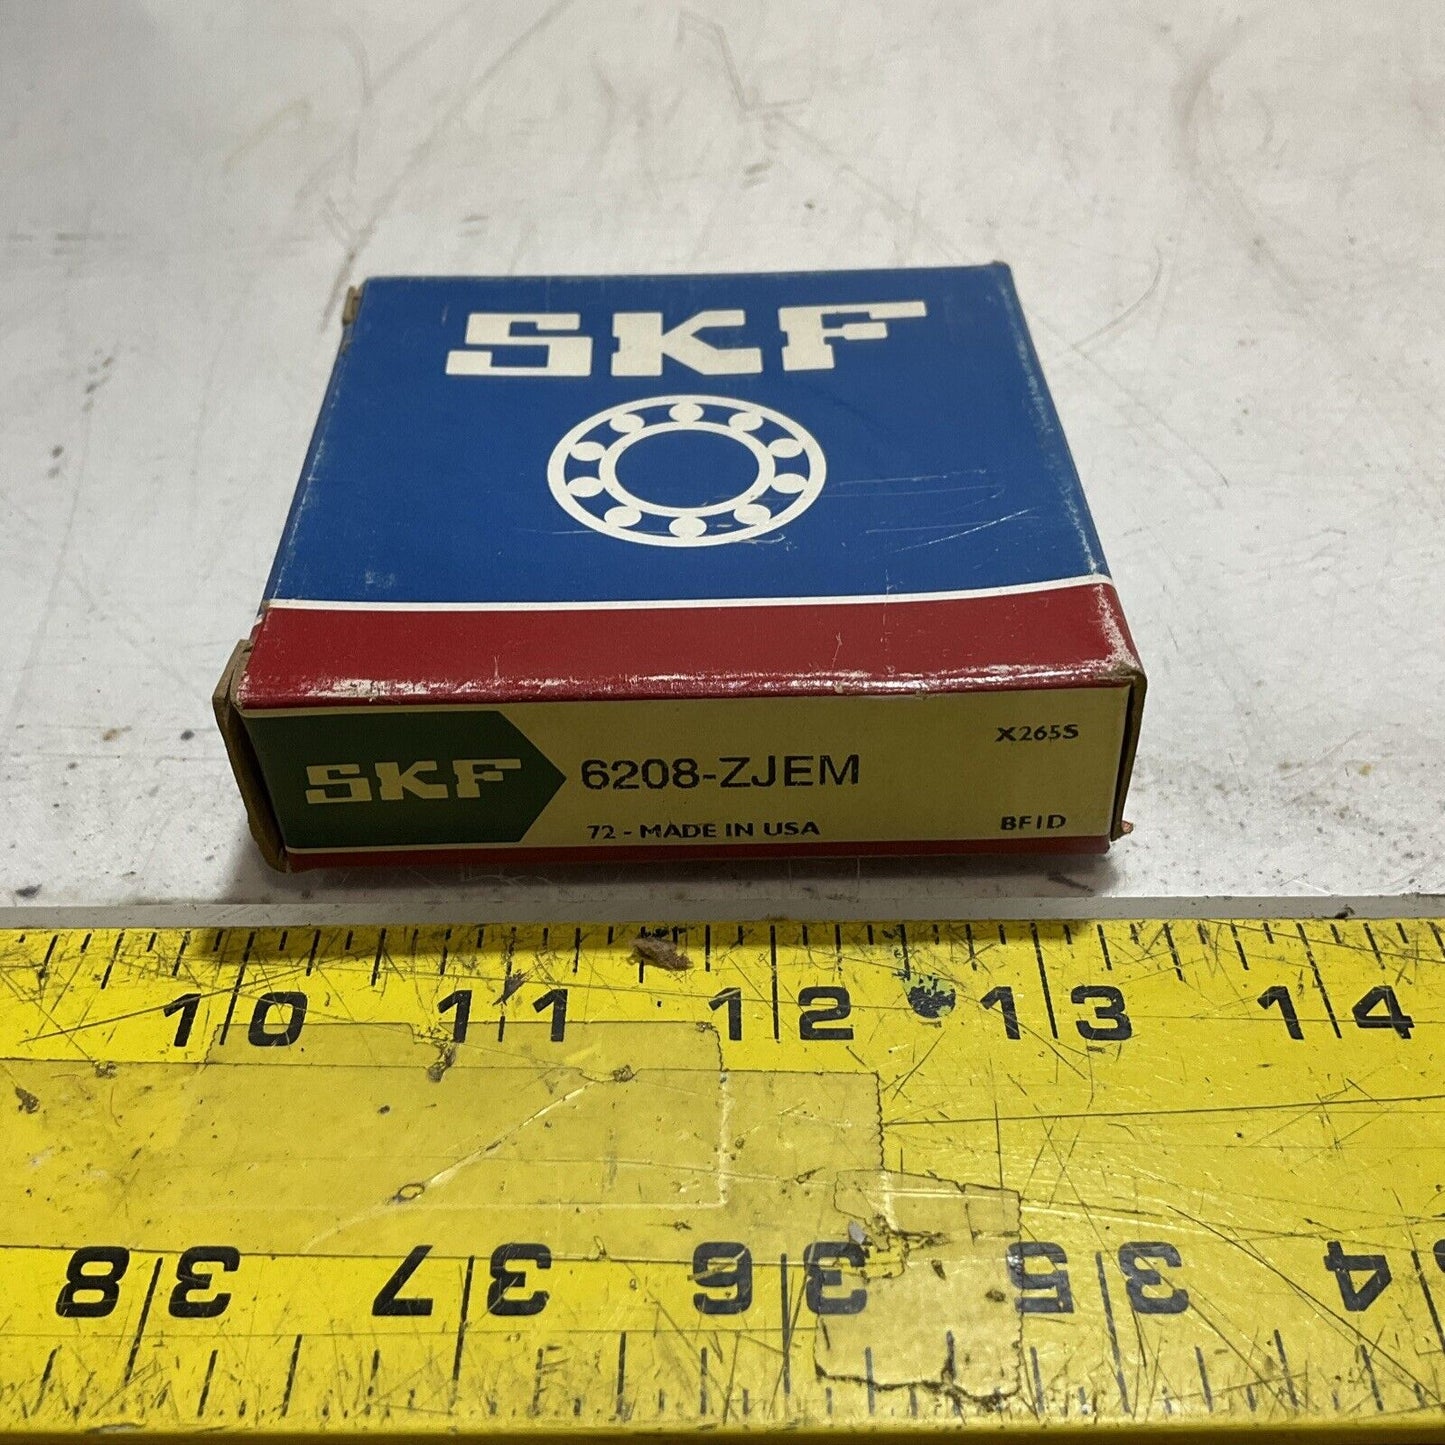 SKF
SKF
6208-ZJEM
X265S
72 - MADE IN USA
BFID
10 11 12 13 14
38 37 36 35 34